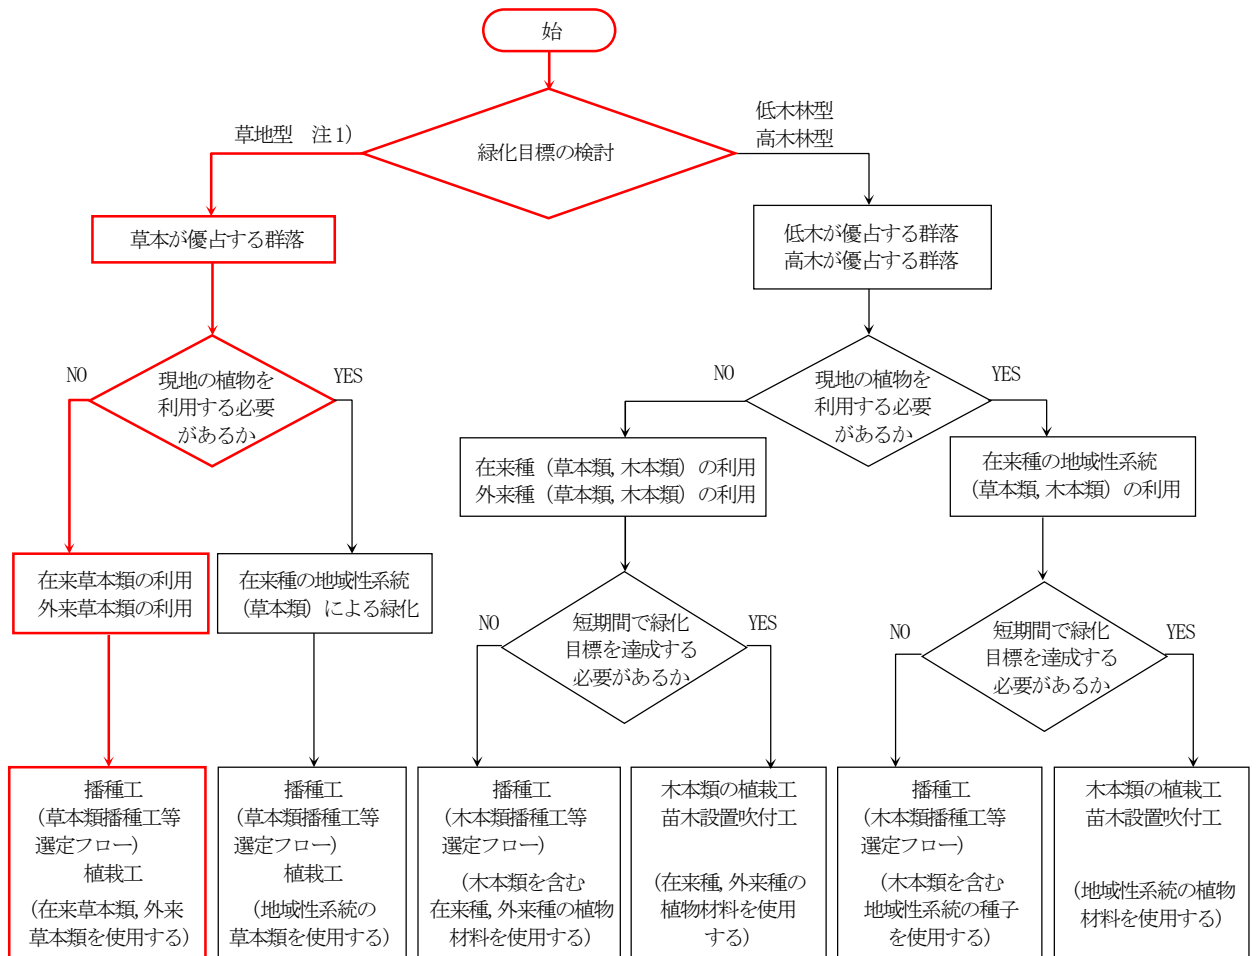 始
緑化目標の検討
草地型　注1）
低木林型
高木林型
草本が優占する群落
低木が優占する群落
高木が優占する群落
NO
現地の植物を
利用する必要
があるか
YES
NO
現地の植物を
利用する必要
があるか
YES
在来種（草本類,木本類）の利用
外来種（草本類,木本類）の利用
在来種の地域性系統
（草本類,木本類）の利用
在来草本類の利用
外来草本類の利用
在来種の地域性系統
（草本類）による緑化
NO
短期間で緑化
目標を達成する
必要があるか
YES
NO
短期間で緑化
目標を達成する
必要があるか
YES
播種工
（草本類播種工等
選定フロー）
植栽工
（在来草本類,外来
草本類を使用する）
播種工
（草本類播種工等
選定フロー）
植栽工
（地域性系統の
草本類を使用する）
播種工
（木本類播種工等
選定フロー）
（木本類を含む
在来種,外来種の植物
材料を使用する）
木本類の植栽工
苗木設置吹付工
（在来種,外来種の
植物材料を使用
する）
播種工
（木本類播種工等
選定フロー）
（木本類を含む
地域性系統の種子
を使用する）
木本類の植栽工
苗木設置吹付工
（地域性系統の植物
材料を使用する）